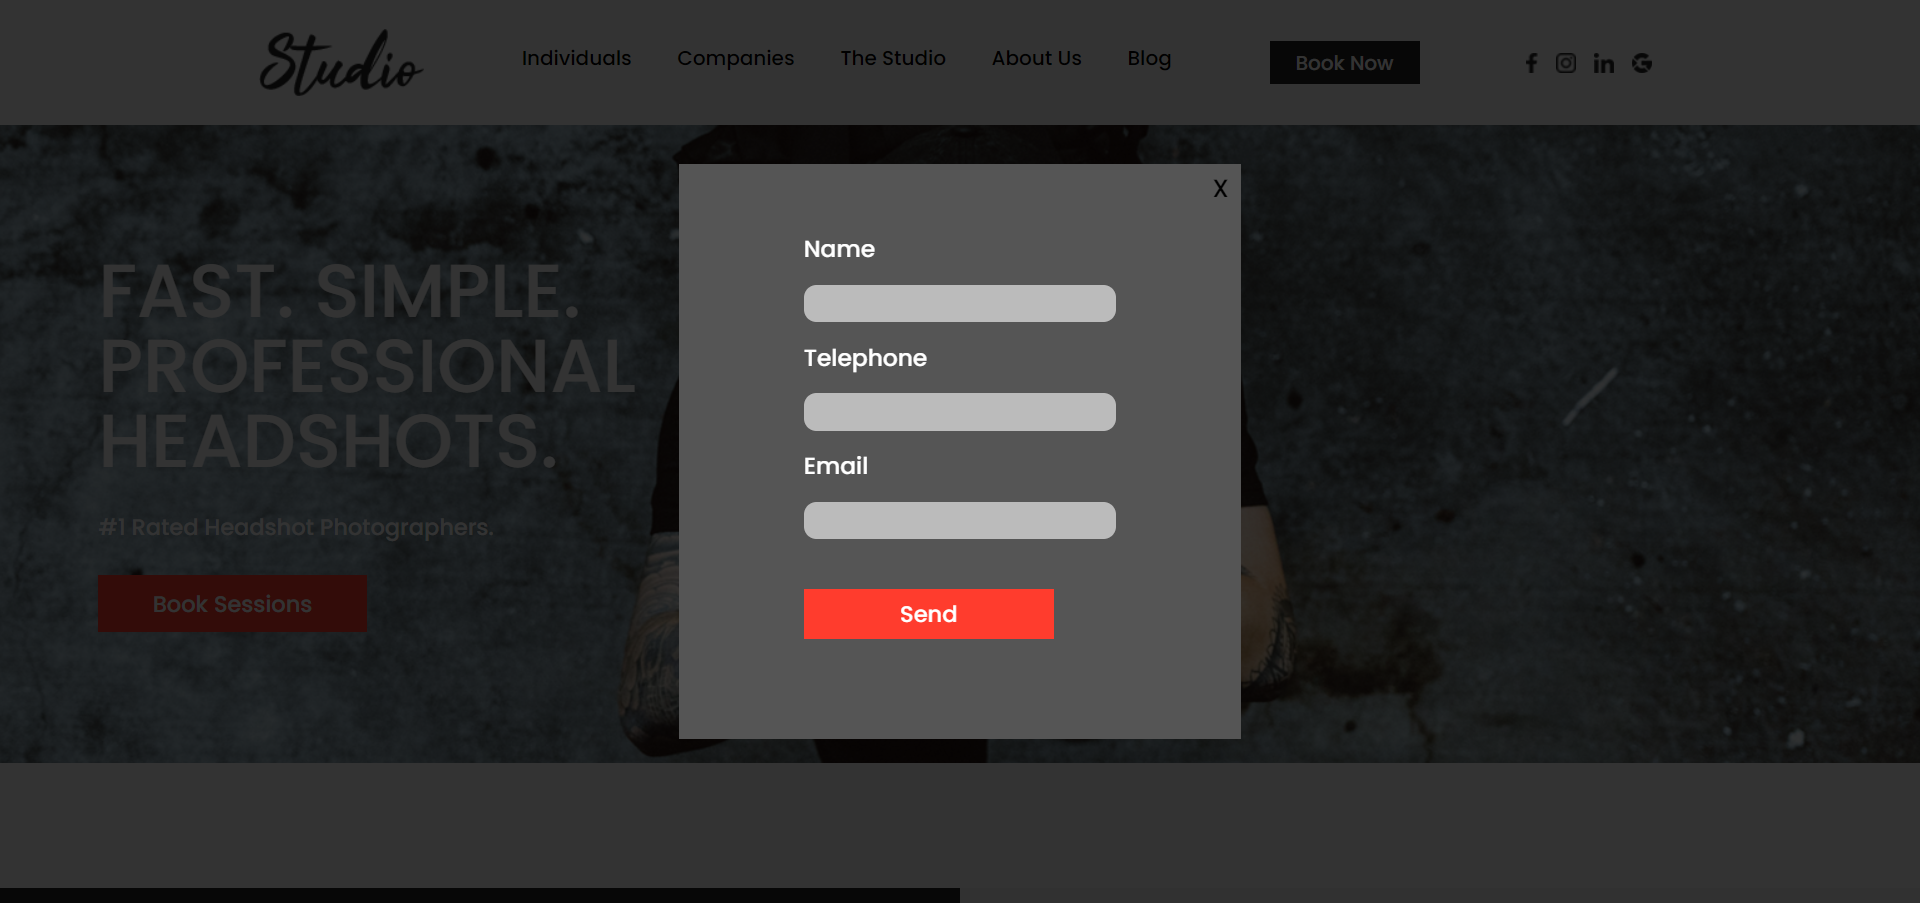 Studio
Individuals
Companies
The Studio
About Us
Blog
Book Now
X
FAST. SIMPLE.
PROFESSIONAL
HEADSHOTS.
#1 Rated Headshot Photographers.
Book Sessions
Name
Telephone
Email
Send